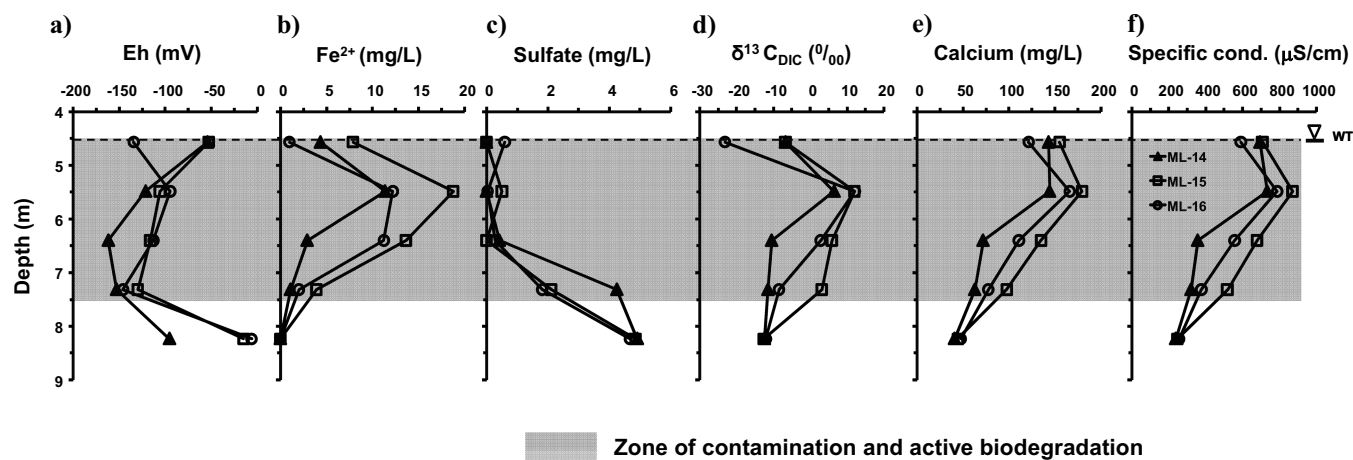 a) b) c) d) e) f)
Eh (mV) Fe²⁺ (mg/L) Sulfate (mg/L) δ¹³ C_DIC (⁰/₀₀) Calcium (mg/L) Specific cond. (μS/cm)
-200 -150 -100 -50 0 0 5 10 15 20 0 2 4 6 -30 -20 -10 0 10 20 0 50 100 150 200 0 200 400 600 800 1000
4
WT
5
ML-14
ML-15
6
ML-16
Depth (m)
7
8
9
Zone of contamination and active biodegradation